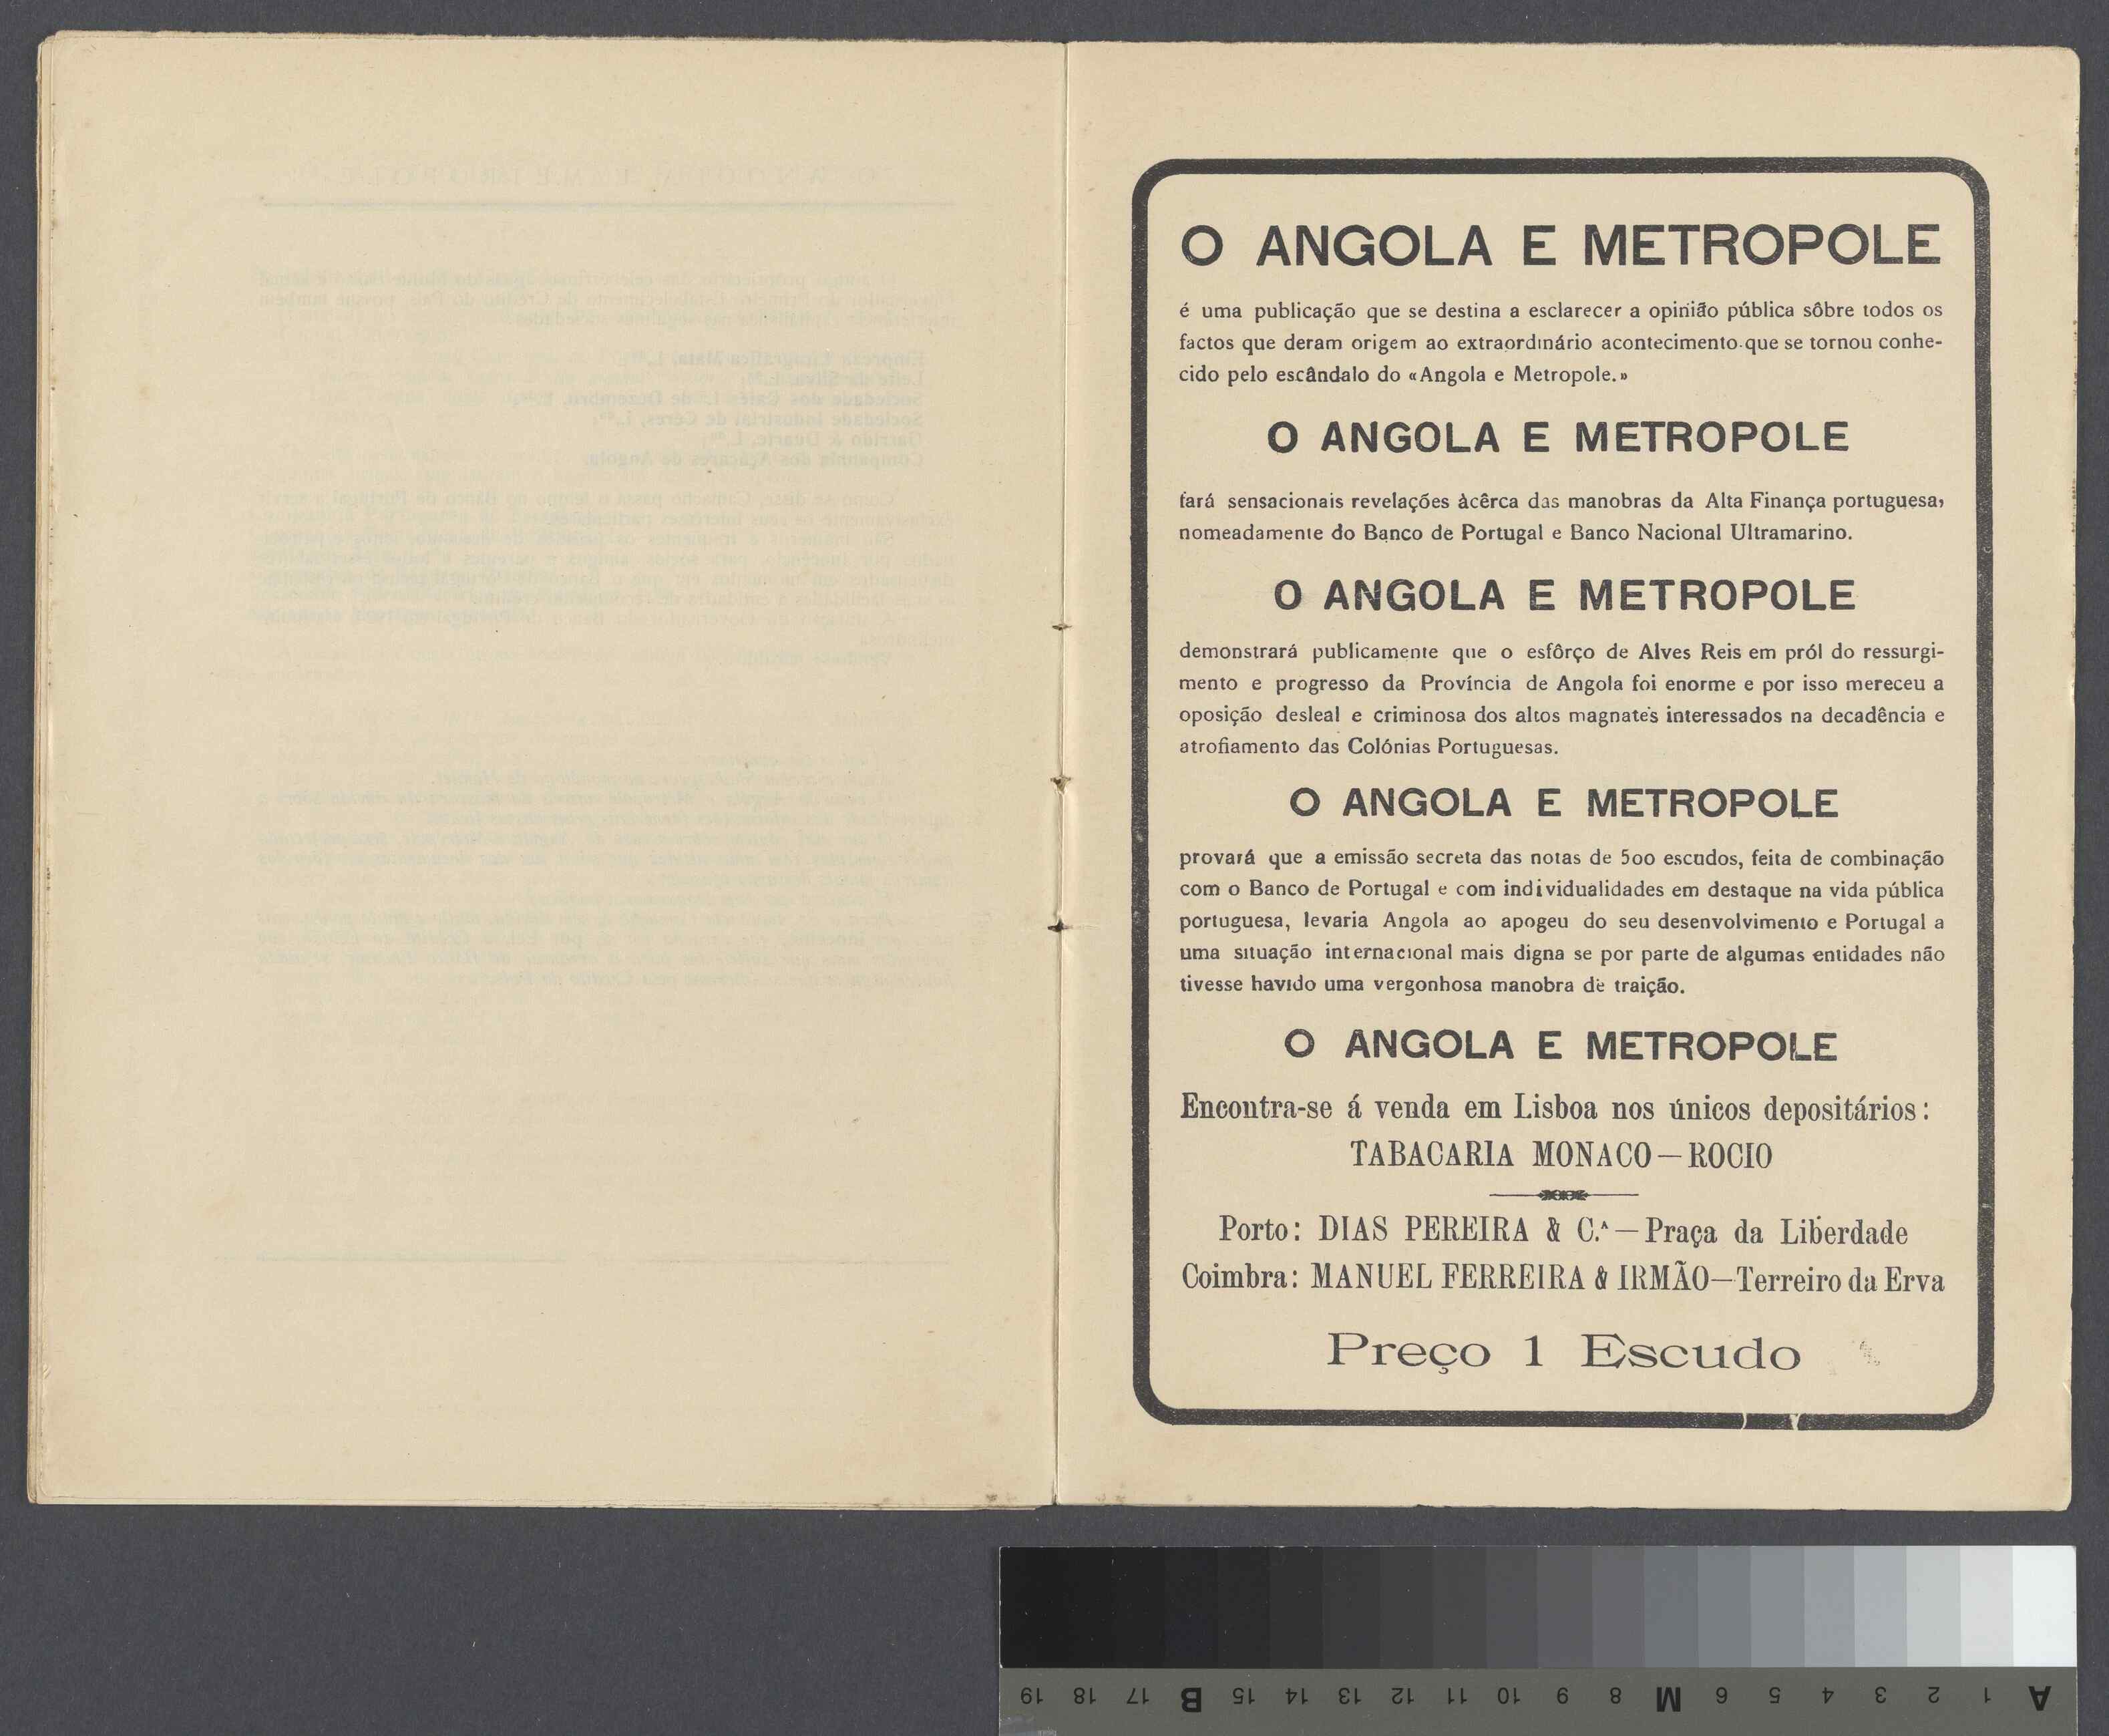 O ANGOLA E METROPOLE
é uma publicação que se destina a esclarecer a opinião pública sôbre todos os
factos que deram origem ao extraordinário acontecimento que se tornou conhe-
cido pelo escândalo do «Angola e Metropole.»
O ANGOLA E METROPOLE
fará sensacionais revelações àcêrca das manobras da Alta Finança portuguesa,
nomeadamente do Banco de Portugal e Banco Nacional Ultramarino.
O ANGOLA E METROPOLE
demonstrará publicamente que o esfôrço de Alves Reis em pról do ressurgi-
mento e progresso da Província de Angola foi enorme e por isso mereceu a
oposição desleal e criminosa dos altos magnates interessados na decadência e
atrofiamento das Colónias Portuguesas.
O ANGOLA E METROPOLE
provará que a emissão secreta das notas de 500 escudos, feita de combinação
com o Banco de Portugal e com individualidades em destaque na vida pública
portuguesa, levaria Angola ao apogeu do seu desenvolvimento e Portugal a
uma situação internacional mais digna se por parte de algumas entidades não
tivesse havido uma vergonhosa manobra de traição.
O ANGOLA E METROPOLE
Encontra-se á venda em Lisboa nos únicos depositários:
TABACARIA MONACO—ROCIO
Porto: DIAS PEREIRA & C.ᴬ—Praça da Liberdade
Coimbra: MANUEL FERREIRA & IRMÃO—Terreiro da Erva
Preço 1 Escudo
19 18 17 B 15 14 13 12 11 10 9 8 M 6 5 4 3 2 1 A